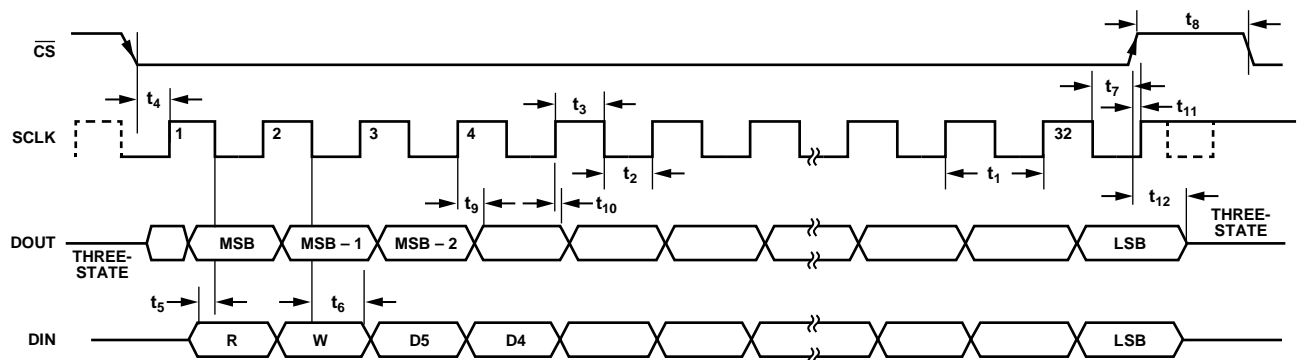 t8
CS
t4
t3
t7
t11
SCLK
1
2
3
4
32
t2
t1
t9
t10
t12
THREE-
STATE
DOUT
MSB
MSB – 1
MSB – 2
LSB
THREE-
STATE
t5
t6
DIN
R
W
D5
D4
LSB